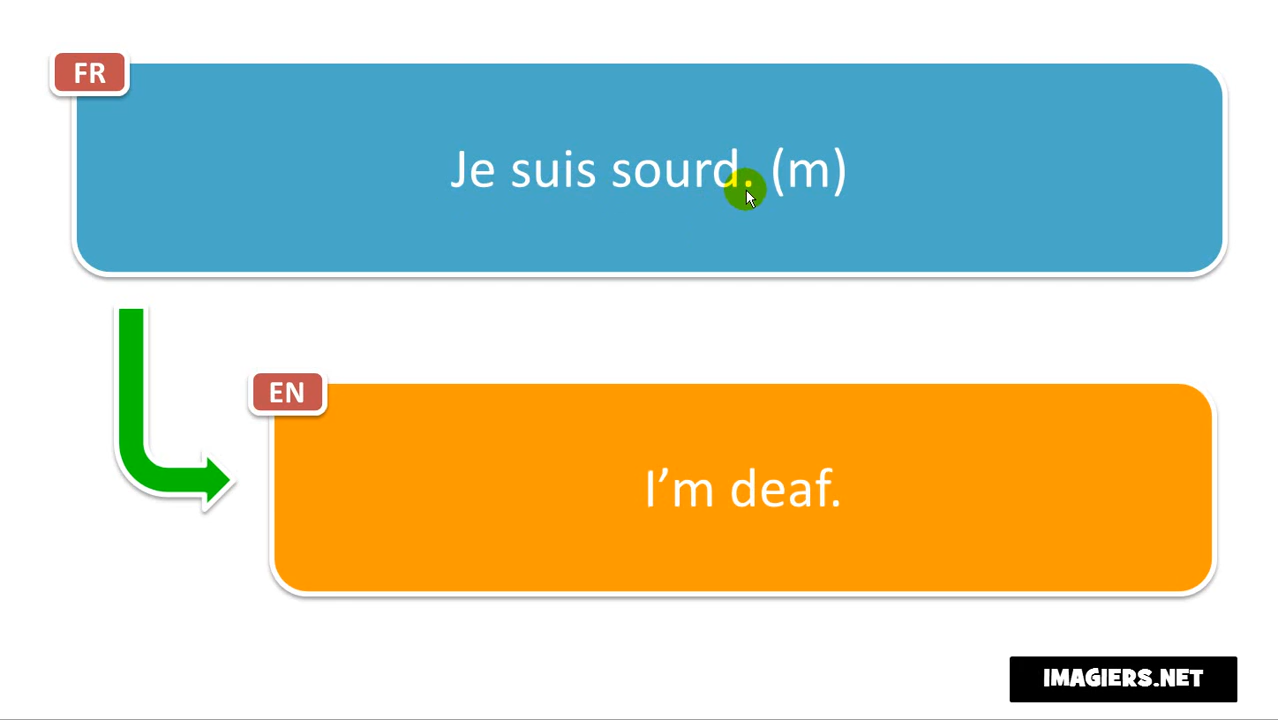 FR
Je suis sourd. (m)
EN
I’m deaf.
IMAGIERS.NET